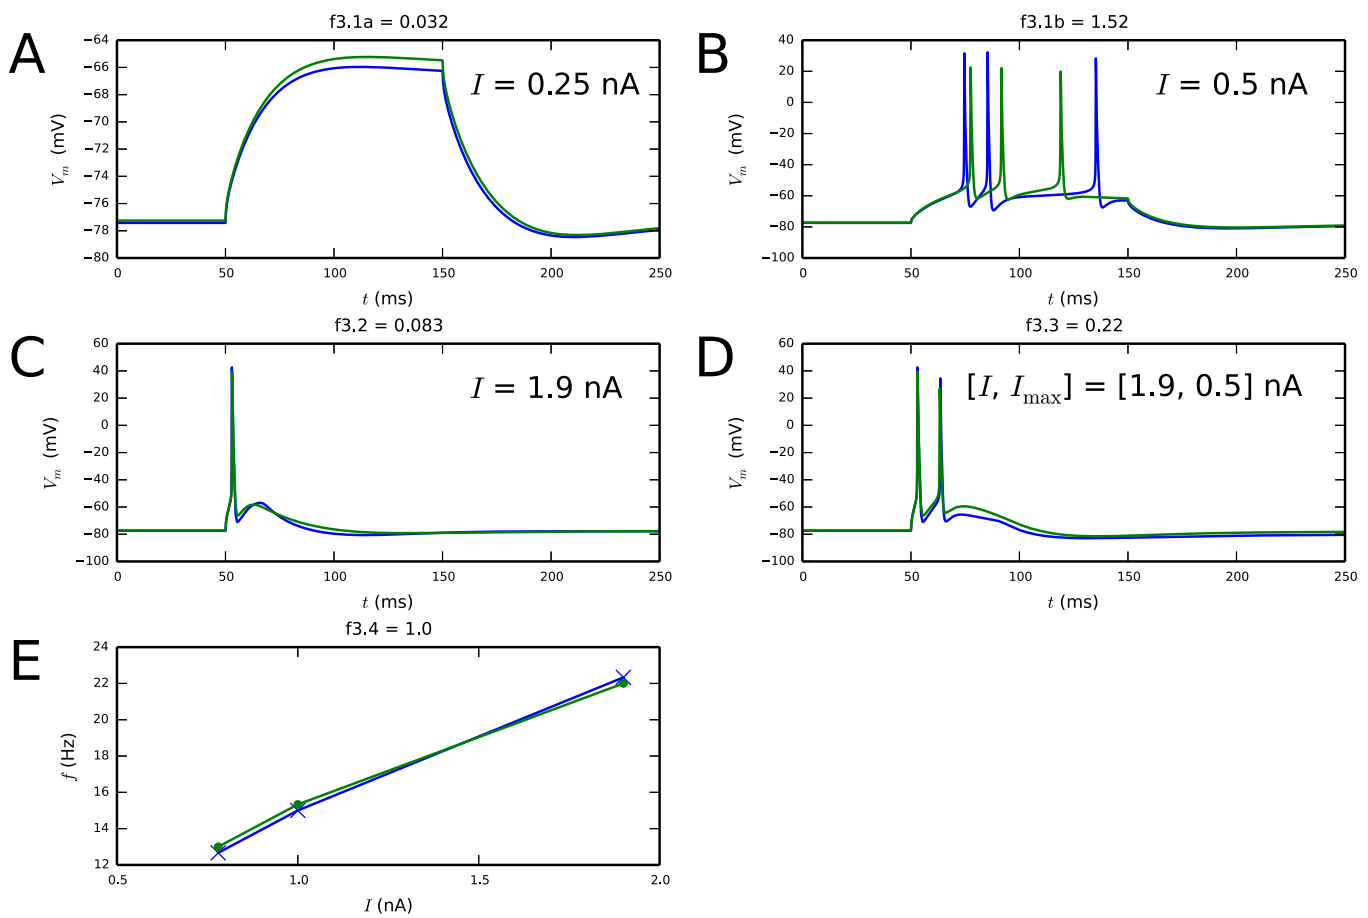 A
f3.1a = 0.032
I = 0.25 nA
V_m (mV)
−64
−66
−68
−70
−72
−74
−76
−78
−80
0 50 100 150 200 250
t (ms)
B
f3.1b = 1.52
I = 0.5 nA
V_m (mV)
40
20
0
−20
−40
−60
−80
−100
0 50 100 150 200 250
t (ms)
C
f3.2 = 0.083
I = 1.9 nA
V_m (mV)
60
40
20
0
−20
−40
−60
−80
−100
0 50 100 150 200 250
t (ms)
D
f3.3 = 0.22
[I, I_max] = [1.9, 0.5] nA
V_m (mV)
60
40
20
0
−20
−40
−60
−80
−100
0 50 100 150 200 250
t (ms)
E
f3.4 = 1.0
f (Hz)
24
22
20
18
16
14
12
0.5 1.0 1.5 2.0
I (nA)